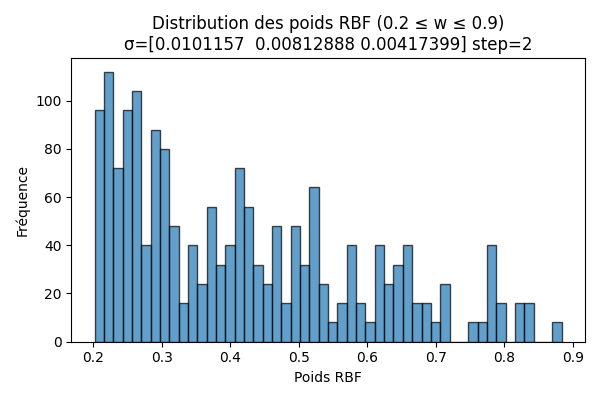 Distribution des poids RBF (0.2 ≤ w ≤ 0.9)
σ=[0.0101157  0.00812888 0.00417399] step=2
Fréquence
100
80
60
40
20
0
0.2 0.3 0.4 0.5 0.6 0.7 0.8 0.9
Poids RBF